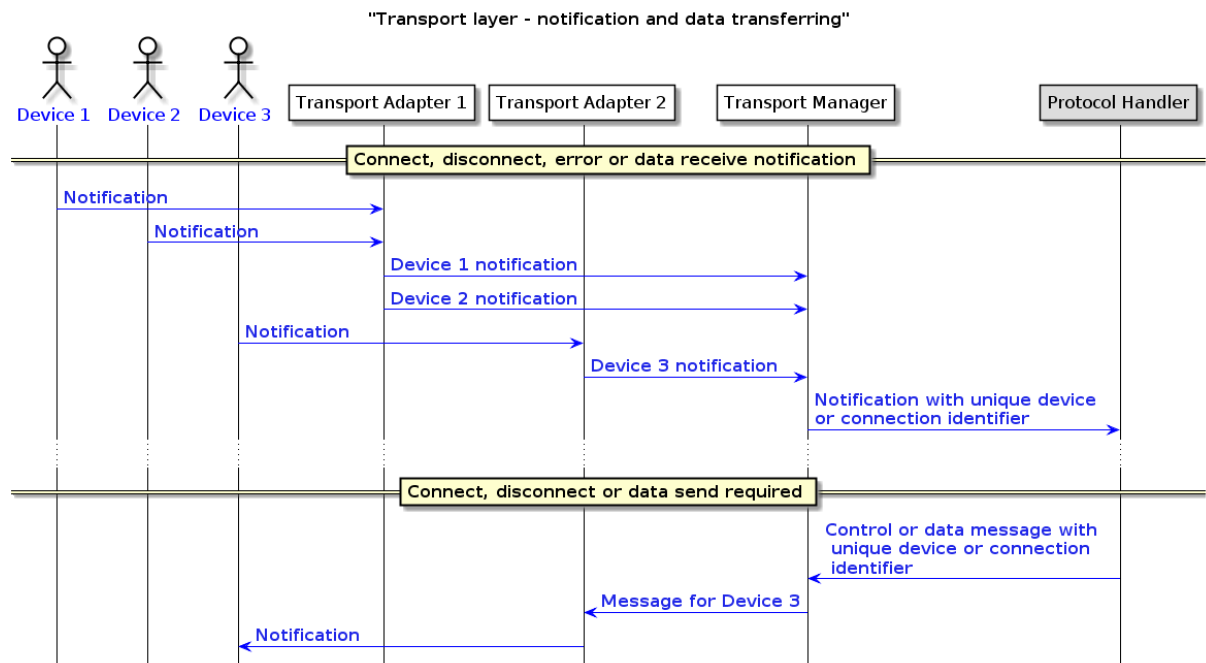 "Transport layer - notification and data transferring"
Device 1
Device 2
Device 3
Transport Adapter 1
Transport Adapter 2
Transport Manager
Protocol Handler
Connect, disconnect, error or data receive notification
Notification
Notification
Device 1 notification
Device 2 notification
Notification
Device 3 notification
Notification with unique device
or connection identifier
Connect, disconnect or data send required
Control or data message with
unique device or connection
identifier
Message for Device 3
Notification